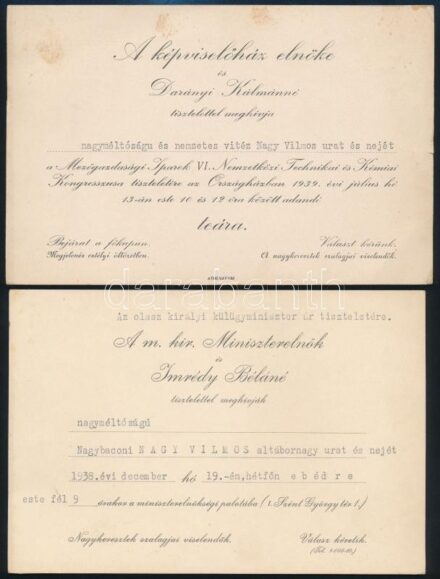 A képviselőház elnöke
és
Darányi Kálmánné
tisztelettel meghívja
nagyméltóságu és nemzetes vitéz Nagy Vilmos urat és nejét
a Mezőgazdasági Iparok VI. Nemzetközi Technikai és Kémiai
Kongresszusa tiszteletére az Országházban 1939. évi július hó
13-án este 10 és 12 óra között adandó
teára.
Bejárat a főkapun.
Megjelenés estélyi öltözetben.
Választ kérünk.
A nagykeresztek szalagjai viselendők.
ATHENAEUM
darabanth
Az olasz királyi külügyminiszter úr tiszteletére.
A m. kir. Miniszterelnök
és
Imrédy Béláné
tisztelettel meghívják
nagyméltóságú
Nagybaconi NAGY VILMOS altábornagy urat és nejét
1938.évi december hó 19.-én,hétfőn ebédre
este fél 9 órakor a miniszterelnökségi palotába (I. Szent György tér 1.)
Nagykeresztek szalagjai viselendők.
Válasz kéretik.